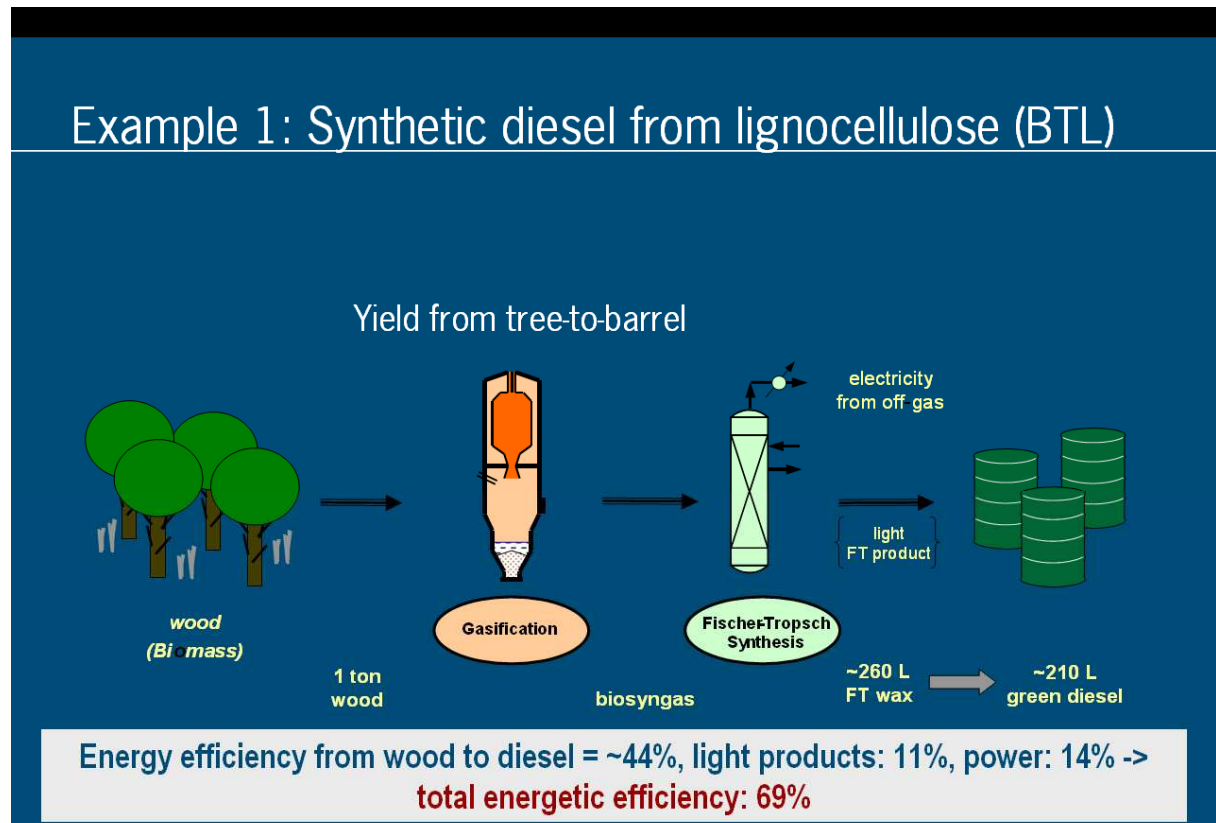 Example 1: Synthetic diesel from lignocellulose (BTL)
Yield from tree-to-barrel
electricity
from off-gas
light
FT product
wood
(Biomass)
Gasification
Fischer-Tropsch
Synthesis
1 ton
wood
biosyngas
~260 L
FT wax
~210 L
green diesel
Energy efficiency from wood to diesel = ~44%, light products: 11%, power: 14% ->
total energetic efficiency: 69%